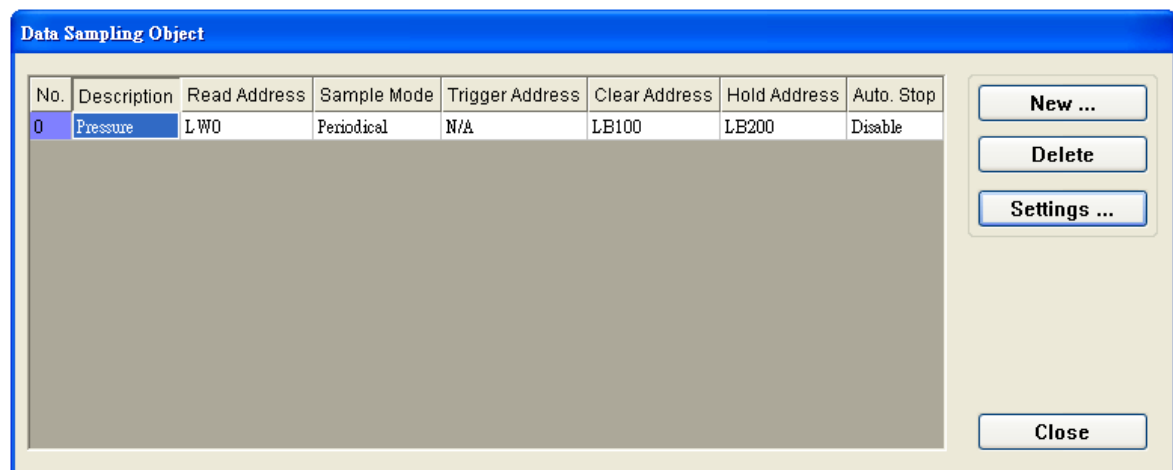 Data Sampling Object
No. Description Read Address Sample Mode Trigger Address Clear Address Hold Address Auto. Stop
0 Pressure LW0 Periodical N/A LB100 LB200 Disable
New ...
Delete
Settings ...
Close